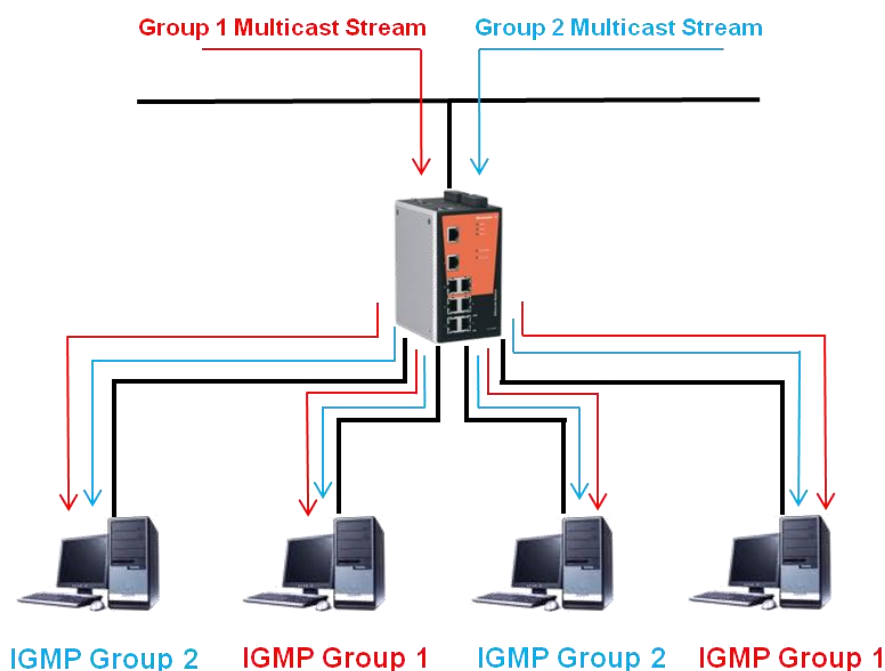 Group 1 Multicast Stream
Group 2 Multicast Stream
IGMP Group 2
IGMP Group 1
IGMP Group 2
IGMP Group 1